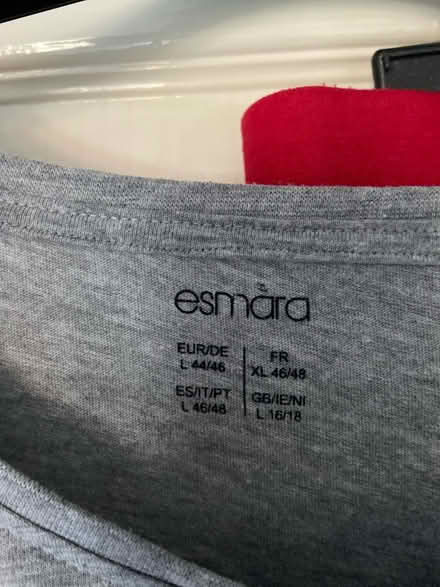 esmara
EUR/DE
L 44/46
FR
XL 46/48
ES/IT/PT
L 46/48
GB/IE/NI
L 16/18